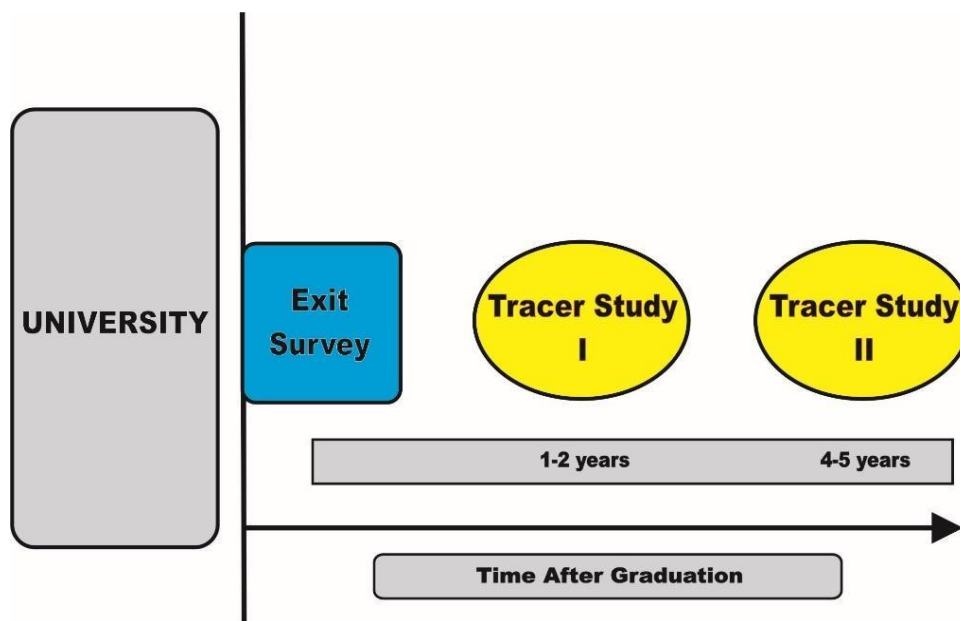 UNIVERSITY
Exit
Survey
Tracer Study
I
Tracer Study
II
1-2 years
4-5 years
Time After Graduation